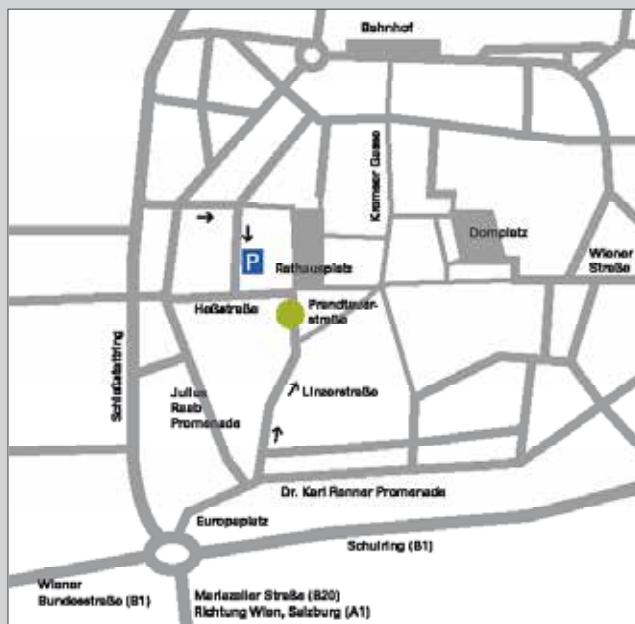 Bahnhof
Kremser Gasse
Domplatz
Wiener
Straße
P
Rathausplatz
Heßstraße
Prandtauer-
straße
Schießstattring
Julius
Raab
Promenade
Linzerstraße
Dr. Karl Renner Promenade
Europaplatz
Schulring (B1)
Wiener
Bundesstraße (B1)
Mariazeller Straße (B20)
Richtung Wien, Salzburg (A1)